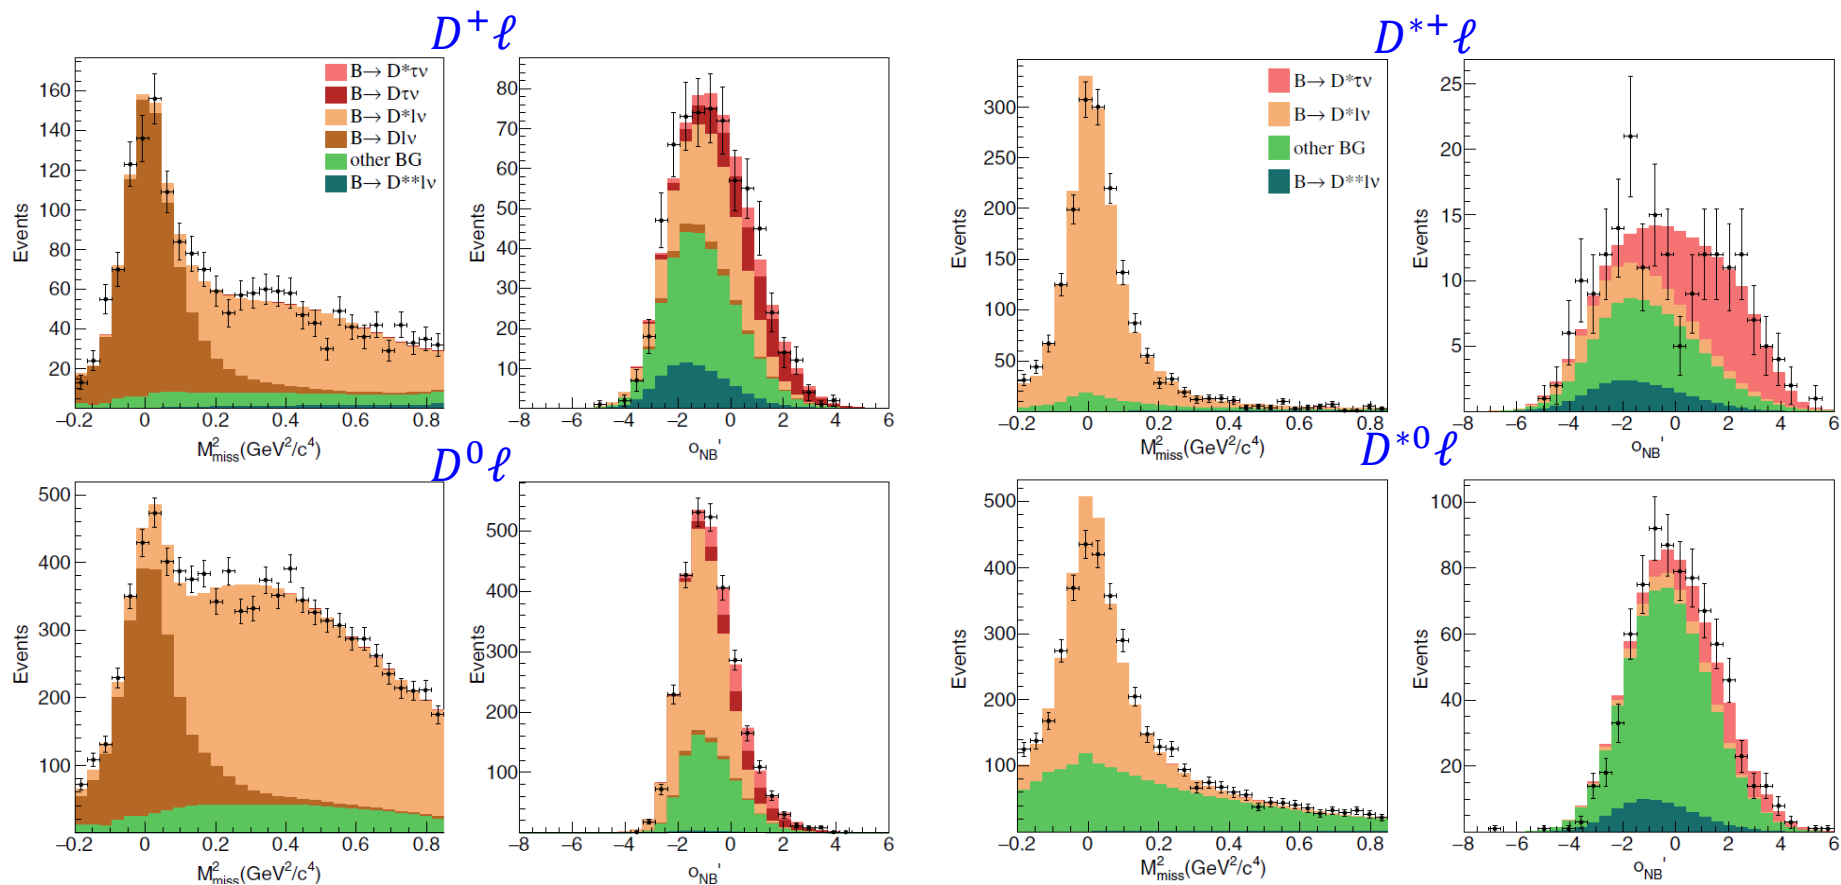 D⁺ℓ
D*⁺ℓ
160
140
120
100
80
60
40
20
Events
B→ D*τν
B→ Dτν
B→ D*lν
B→ Dlν
other BG
B→ D**lν
−0.2 0 0.2 0.4 0.6 0.8
M²miss(GeV²/c⁴)
80
70
60
50
40
30
20
10
Events
−8 −6 −4 −2 0 2 4 6
oNB'
300
250
200
150
100
50
Events
B→ D*τν
B→ D*lν
other BG
B→ D**lν
−0.2 0 0.2 0.4 0.6 0.8
M²miss(GeV²/c⁴)
25
20
15
10
5
Events
−8 −6 −4 −2 0 2 4 6
oNB'
D⁰ℓ
D*⁰ℓ
500
400
300
200
100
Events
−0.2 0 0.2 0.4 0.6 0.8
M²miss(GeV²/c⁴)
500
400
300
200
100
Events
−8 −6 −4 −2 0 2 4 6
oNB'
500
400
300
200
100
Events
−0.2 0 0.2 0.4 0.6 0.8
M²miss(GeV²/c⁴)
100
80
60
40
20
Events
−8 −6 −4 −2 0 2 4 6
oNB'